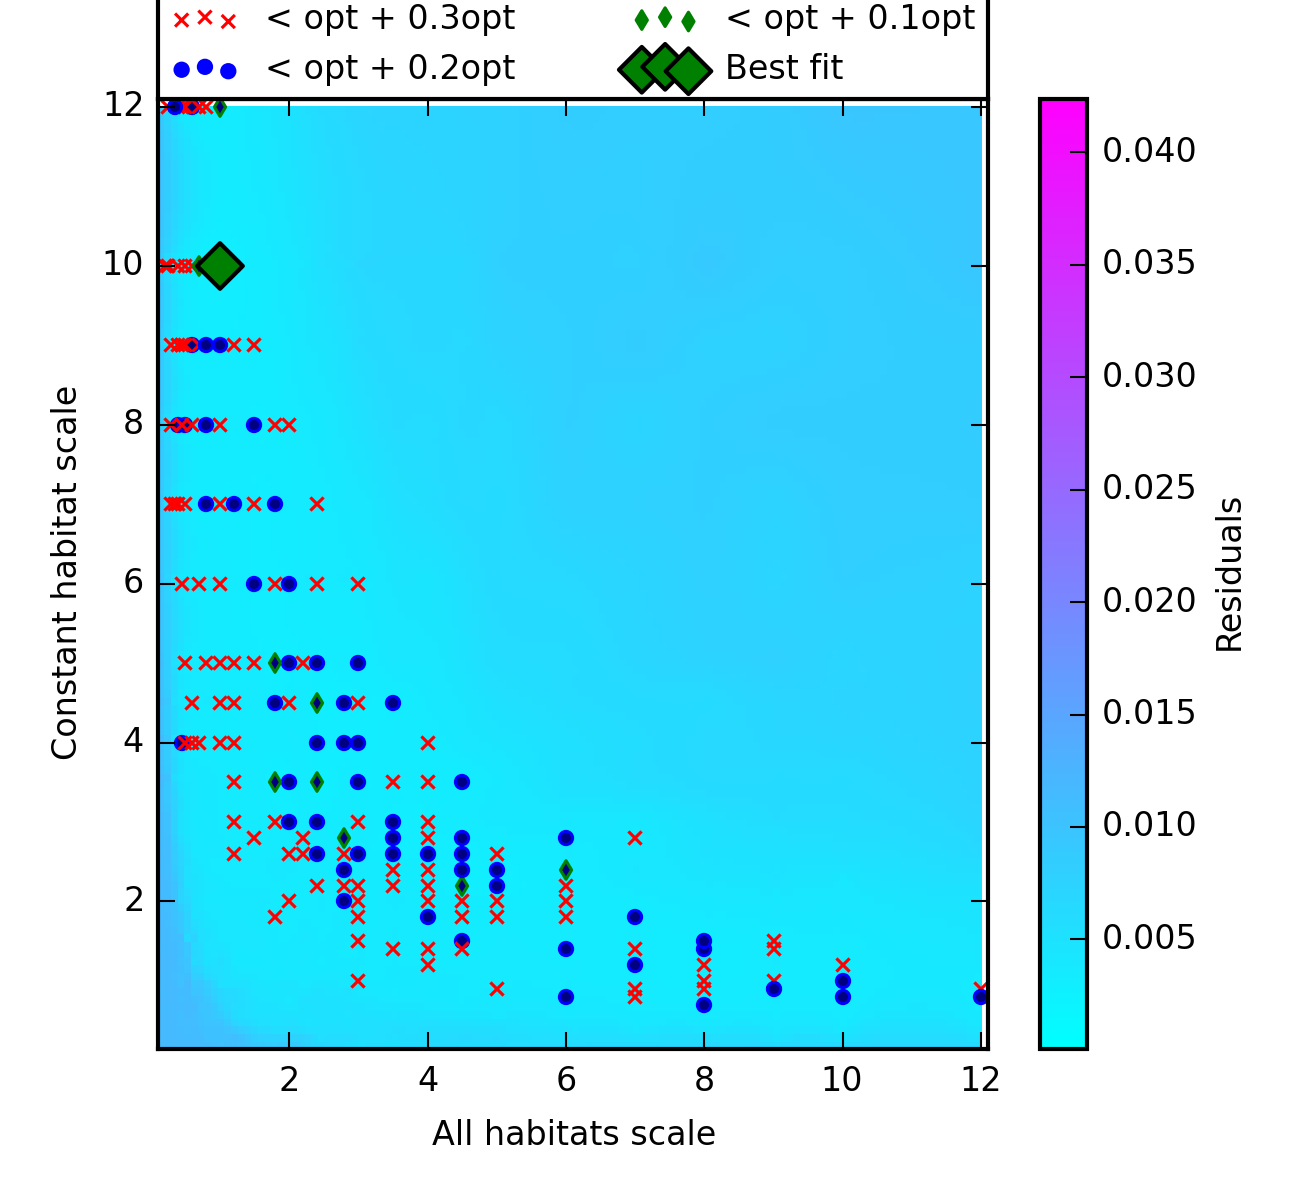 < opt + 0.3opt
< opt + 0.1opt
< opt + 0.2opt
Best fit
12
10
8
6
4
2
Constant habitat scale
2 4 6 8 10 12
All habitats scale
0.040
0.035
0.030
0.025
0.020
0.015
0.010
0.005
Residuals